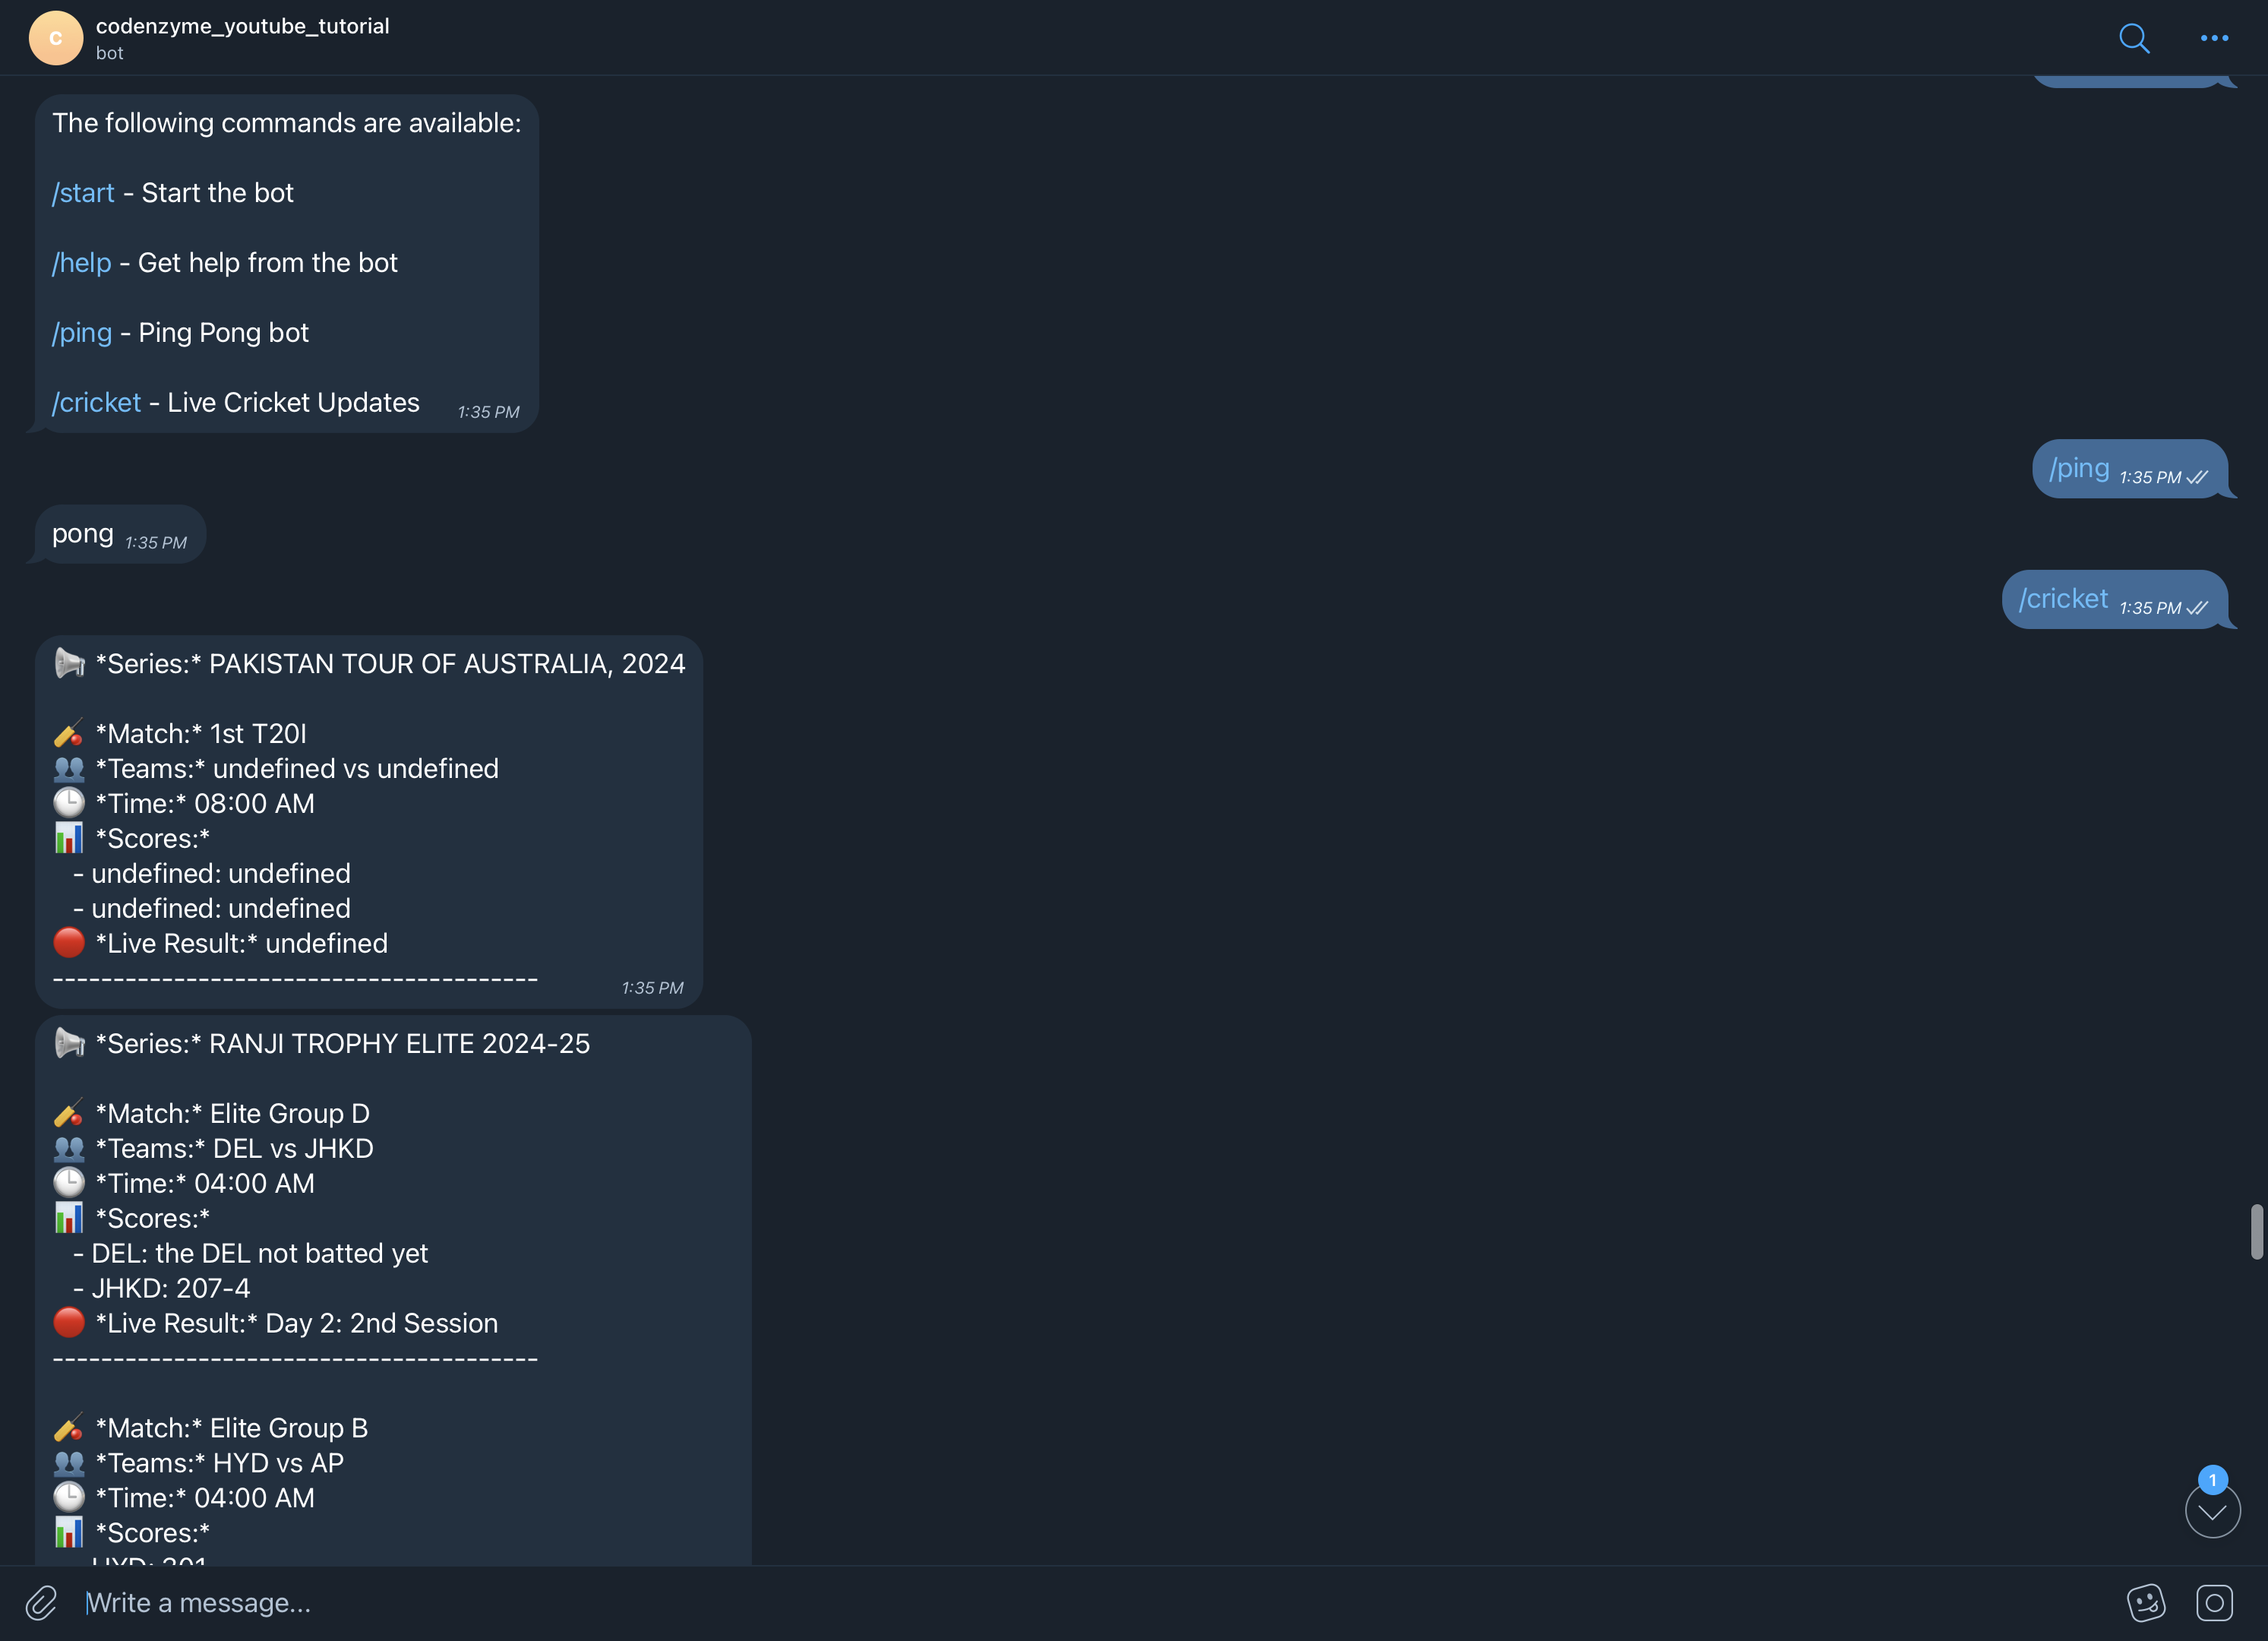 C
codenzyme_youtube_tutorial
bot
The following commands are available:
/start - Start the bot
/help - Get help from the bot
/ping - Ping Pong bot
/cricket - Live Cricket Updates 1:35 PM
/ping 1:35 PM
pong 1:35 PM
/cricket 1:35 PM
📢 *Series:* PAKISTAN TOUR OF AUSTRALIA, 2024
🏏 *Match:* 1st T20I
👥 *Teams:* undefined vs undefined
🕒 *Time:* 08:00 AM
📊 *Scores:*
- undefined: undefined
- undefined: undefined
🔴 *Live Result:* undefined
---------------------------------------- 1:35 PM
📢 *Series:* RANJI TROPHY ELITE 2024-25
🏏 *Match:* Elite Group D
👥 *Teams:* DEL vs JHKD
🕒 *Time:* 04:00 AM
📊 *Scores:*
- DEL: the DEL not batted yet
- JHKD: 207-4
🔴 *Live Result:* Day 2: 2nd Session
----------------------------------------
🏏 *Match:* Elite Group B
👥 *Teams:* HYD vs AP
🕒 *Time:* 04:00 AM
📊 *Scores:*
HYD: 301
1
Write a message...